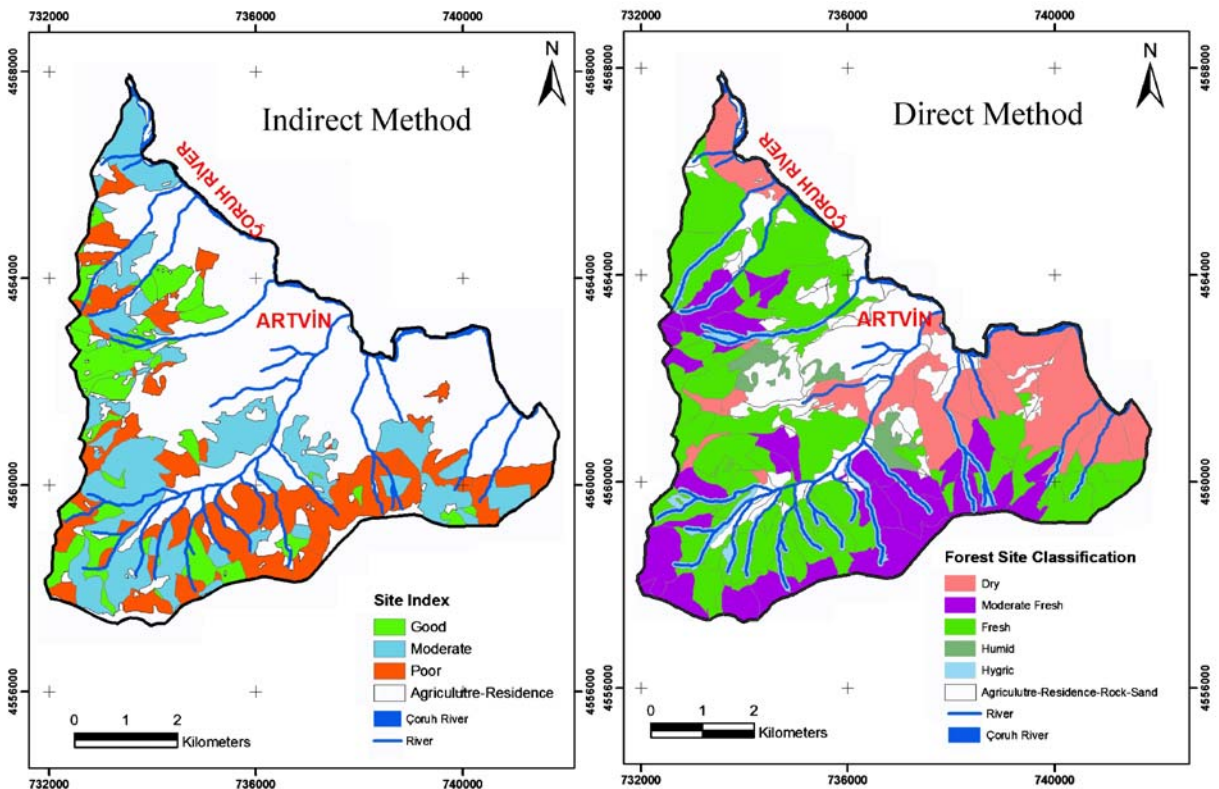 732000 736000 740000
4568000
4564000
4560000
4556000
4568000
4564000
4560000
4556000
N
Indirect Method
ÇORUH RİVER
ARTVİN
Site Index
Good
Moderate
Poor
Agriculutre-Residence
Çoruh River
River
0 1 2
Kilometers
732000 736000 740000
732000 736000 740000
4568000
4564000
4560000
4556000
4568000
4564000
4560000
4556000
N
Direct Method
ÇORUH RİVER
ARTVİN
Forest Site Classification
Dry
Moderate Fresh
Fresh
Humid
Hygric
Agriculutre-Residence-Rock-Sand
River
Çoruh River
0 1 2
Kilometers
732000 736000 740000